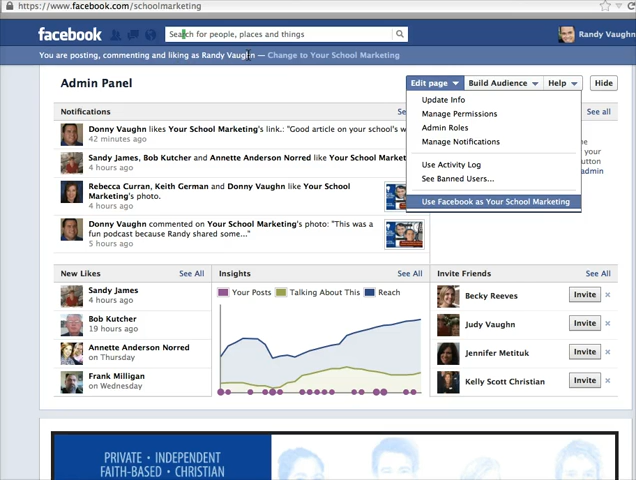 https://www.facebook.com/schoolmarketing
facebook
Search for people, places and things
Randy Vaughn
You are posting, commenting and liking as Randy Vaughn — Change to Your School Marketing
Admin Panel
Edit page
Build Audience
Help
Hide
Update Info
Manage Permissions
Admin Roles
Manage Notifications
Use Activity Log
See Banned Users...
Use Facebook as Your School Marketing
Notifications
See all
Donny Vaughn likes Your School Marketing's link.: "Good article on your school's w
42 minutes ago
Sandy James, Bob Kutcher and Annette Anderson Norred like Your School Market
4 hours ago
Rebecca Curran, Keith German and Donny Vaughn like Your School
Marketing's photo.
4 hours ago
Donny Vaughn commented on Your School Marketing's photo: "This was a
fun podcast because Randy shared some..."
5 hours ago
your
button
admin
New Likes
See All
Sandy James
4 hours ago
Bob Kutcher
19 hours ago
Annette Anderson Norred
on Thursday
Frank Milligan
on Wednesday
Insights
See All
Your Posts
Talking About This
Reach
Invite Friends
See All
Becky Reeves
Invite
Judy Vaughn
Invite
Jennifer Metituk
Invite
Kelly Scott Christian
Invite
PRIVATE • INDEPENDENT
FAITH-BASED • CHRISTIAN